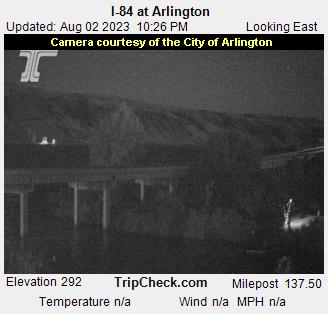 I-84 at Arlington
Updated: Aug 02 2023 10:26 PM Looking East
Camera courtesy of the City of Arlington
Elevation 292 TripCheck.com Milepost 137.50
Temperature n/a Wind n/a MPH n/a